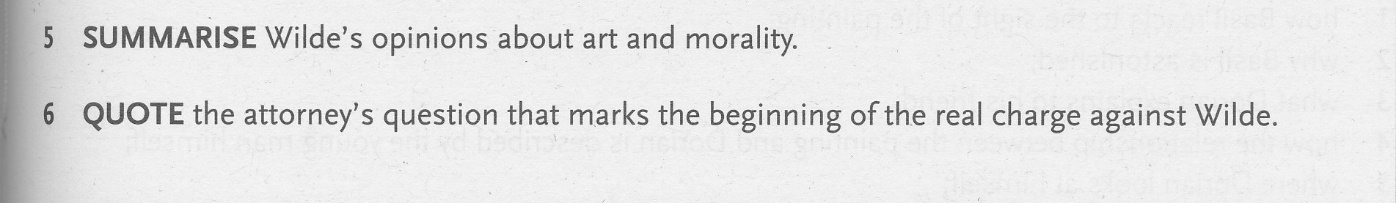 5 SUMMARISE Wilde's opinions about art and morality.
6 QUOTE the attorney's question that marks the beginning of the real charge against Wilde.